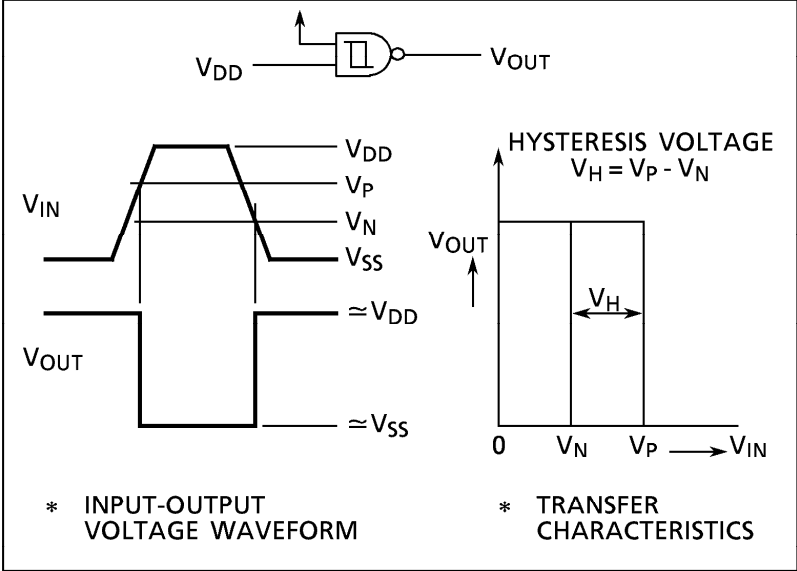 VDD
VOUT
VIN
VDD
VP
VN
VSS
VOUT
≃VDD
≃VSS
* INPUT-OUTPUT
VOLTAGE WAVEFORM
HYSTERESIS VOLTAGE
VH = VP - VN
VOUT
VH
0 VN VP VIN
* TRANSFER
CHARACTERISTICS